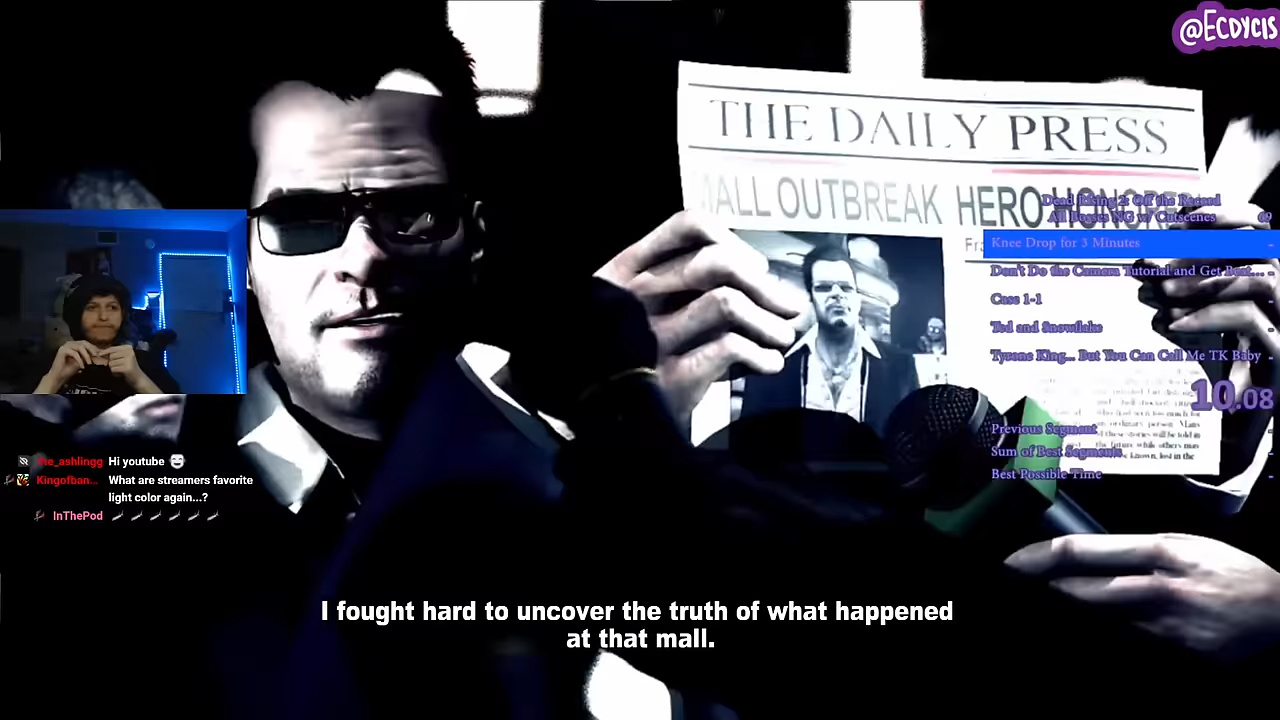 @ECDYCIS
THE DAILY PRESS
MALL OUTBREAK HERO HONORED
Dead Rising 2: Off the Record
All Bosses NG w/ Cutscenes 69
Knee Drop for 3 Minutes -
Don't Do the Camera Tutorial and Get Beat... -
Case 1-1
Ted and Snowflake
Tyrone King... But You Can Call Me TK Baby -
10.08
Previous Segment -
Sum of Best Segments
Best Possible Time -
the_ashlingg Hi youtube
Kingofban... What are streamers favorite
light color again...?
InThePod
I fought hard to uncover the truth of what happened
at that mall.